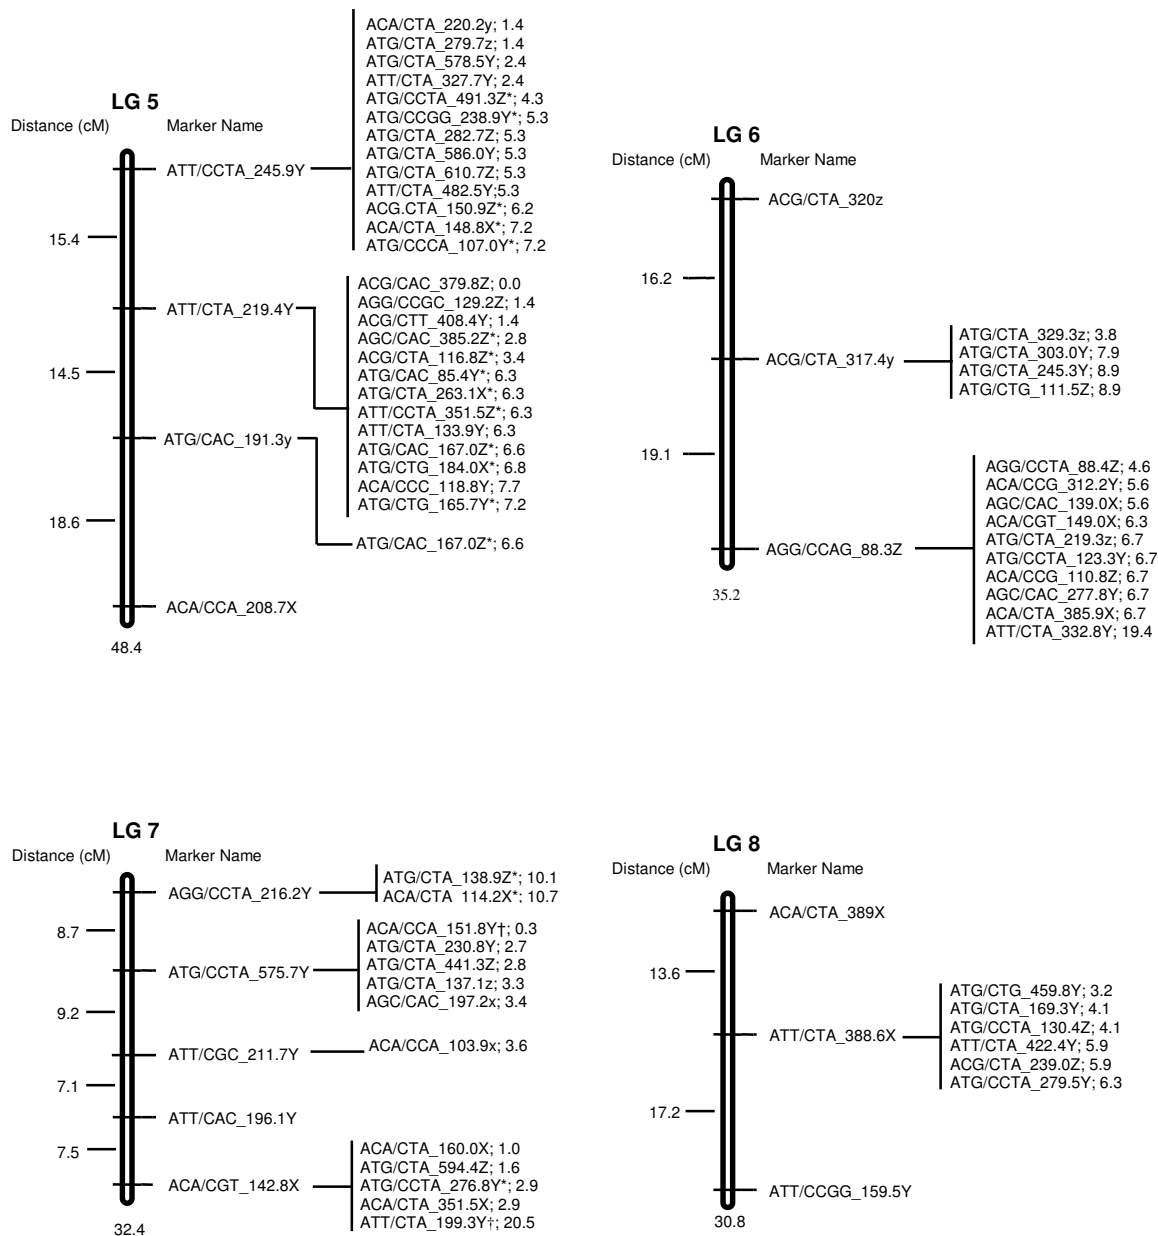 LG 5
Distance (cM)
Marker Name
ATT/CCTA_245.9Y
ACA/CTA_220.2y; 1.4
ATG/CTA_279.7z; 1.4
ATG/CTA_578.5Y; 2.4
ATT/CTA_327.7Y; 2.4
ATG/CCTA_491.3Z*; 4.3
ATG/CCGG_238.9Y*; 5.3
ATG/CTA_282.7Z; 5.3
ATG/CTA_586.0Y; 5.3
ATG/CTA_610.7Z; 5.3
ATT/CTA_482.5Y;5.3
ACG.CTA_150.9Z*; 6.2
ACA/CTA_148.8X*; 7.2
ATG/CCCA_107.0Y*; 7.2
15.4
ATT/CTA_219.4Y
ACG/CAC_379.8Z; 0.0
AGG/CCGC_129.2Z; 1.4
ACG/CTT_408.4Y; 1.4
AGC/CAC_385.2Z*; 2.8
ACG/CTA_116.8Z*; 3.4
ATG/CAC_85.4Y*; 6.3
ATG/CTA_263.1X*; 6.3
ATT/CCTA_351.5Z*; 6.3
ATT/CTA_133.9Y; 6.3
ATG/CAC_167.0Z*; 6.6
ATG/CTG_184.0X*; 6.8
ACA/CCC_118.8Y; 7.7
ATG/CTG_165.7Y*; 7.2
14.5
ATG/CAC_191.3y
ATG/CAC_167.0Z*; 6.6
18.6
ACA/CCA_208.7X
48.4
LG 6
Distance (cM)
Marker Name
ACG/CTA_320z
16.2
ACG/CTA_317.4y
ATG/CTA_329.3z; 3.8
ATG/CTA_303.0Y; 7.9
ATG/CTA_245.3Y; 8.9
ATG/CTG_111.5Z; 8.9
19.1
AGG/CCAG_88.3Z
AGG/CCTA_88.4Z; 4.6
ACA/CCG_312.2Y; 5.6
AGC/CAC_139.0X; 5.6
ACA/CGT_149.0X; 6.3
ATG/CTA_219.3z; 6.7
ATG/CCTA_123.3Y; 6.7
ACA/CCG_110.8Z; 6.7
AGC/CAC_277.8Y; 6.7
ACA/CTA_385.9X; 6.7
ATT/CTA_332.8Y; 19.4
35.2
LG 7
Distance (cM)
Marker Name
AGG/CCTA_216.2Y
ATG/CTA_138.9Z*; 10.1
ACA/CTA_114.2X*; 10.7
8.7
ATG/CCTA_575.7Y
ACA/CCA_151.8Y†; 0.3
ATG/CTA_230.8Y; 2.7
ATG/CTA_441.3Z; 2.8
ATG/CTA_137.1z; 3.3
AGC/CAC_197.2x; 3.4
9.2
ATT/CGC_211.7Y
ACA/CCA_103.9x; 3.6
7.1
ATT/CAC_196.1Y
7.5
ACA/CGT_142.8X
ACA/CTA_160.0X; 1.0
ATG/CTA_594.4Z; 1.6
ATG/CCTA_276.8Y*; 2.9
ACA/CTA_351.5X; 2.9
ATT/CTA_199.3Y†; 20.5
32.4
LG 8
Distance (cM)
Marker Name
ACA/CTA_389X
13.6
ATT/CTA_388.6X
ATG/CTG_459.8Y; 3.2
ATG/CTA_169.3Y; 4.1
ATG/CCTA_130.4Z; 4.1
ATT/CTA_422.4Y; 5.9
ACG/CTA_239.0Z; 5.9
ATG/CCTA_279.5Y; 6.3
17.2
ATT/CCGG_159.5Y
30.8